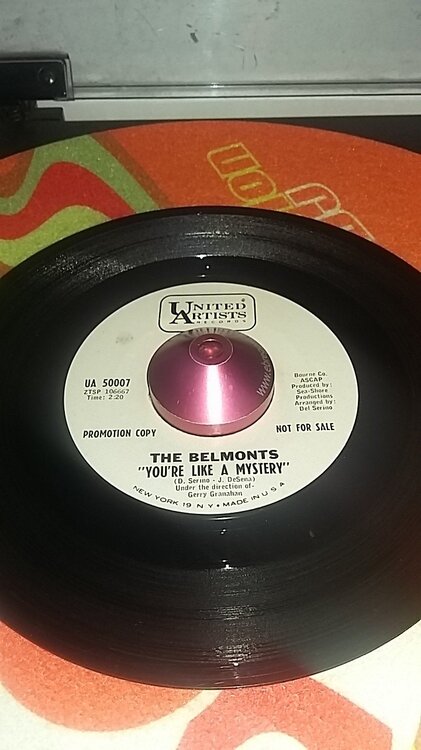 UNITED
ARTISTS
RECORDS
UA 50007
ZTSP 106667
Time: 2:20
Bourne Co.
ASCAP
Produced by:
Sea-Shore
Productions
Arranged by:
Del Serino
PROMOTION COPY
NOT FOR SALE
THE BELMONTS
"YOU'RE LIKE A MYSTERY"
(D. Serino - J. DeSena)
Under the direction of-
Gerry Granahan
NEW YORK 19 N Y • MADE IN U S A